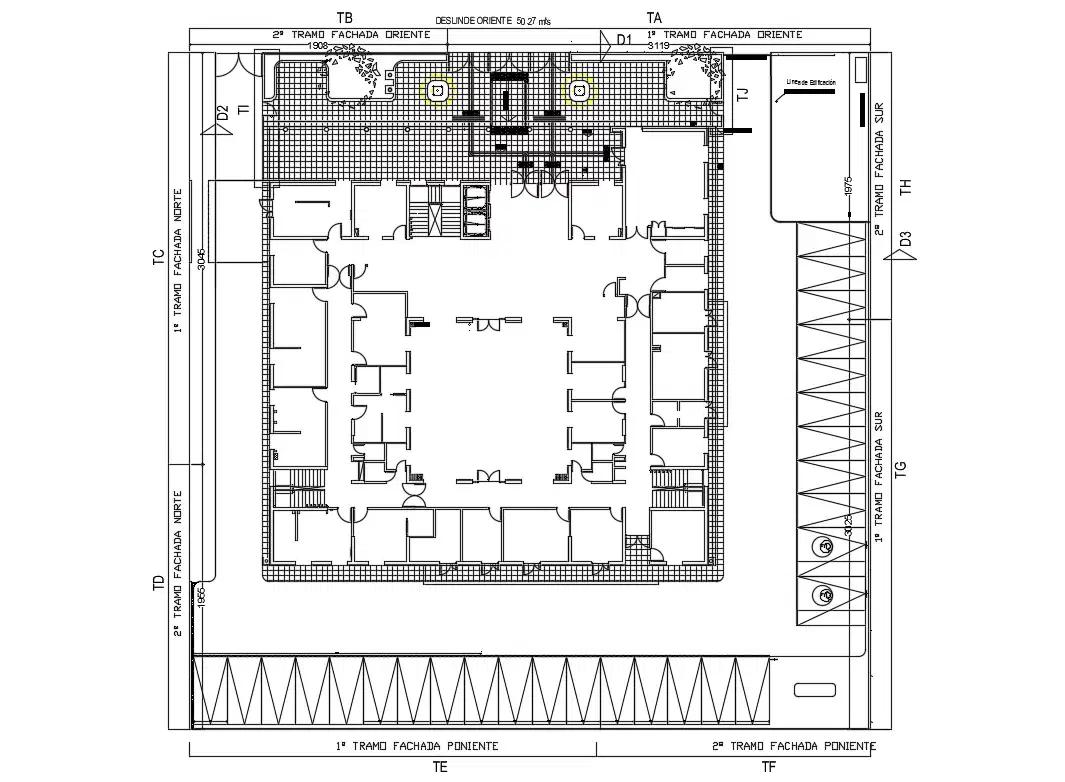 TB
DESLINDE ORIENTE 50.27 mts
TA
2º TRAMO FACHADA ORIENTE
1º TRAMO FACHADA ORIENTE
1908
3119
D1
Linea de Edificación
TJ
TI
D2
2º TRAMO FACHADA SUR
1975
TH
D3
TC
1º TRAMO FACHADA NORTE
3045
TG
1º TRAMO FACHADA SUR
3025
TD
2º TRAMO FACHADA NORTE
1955
1º TRAMO FACHADA PONIENTE
2º TRAMO FACHADA PONIENTE
TE
TF